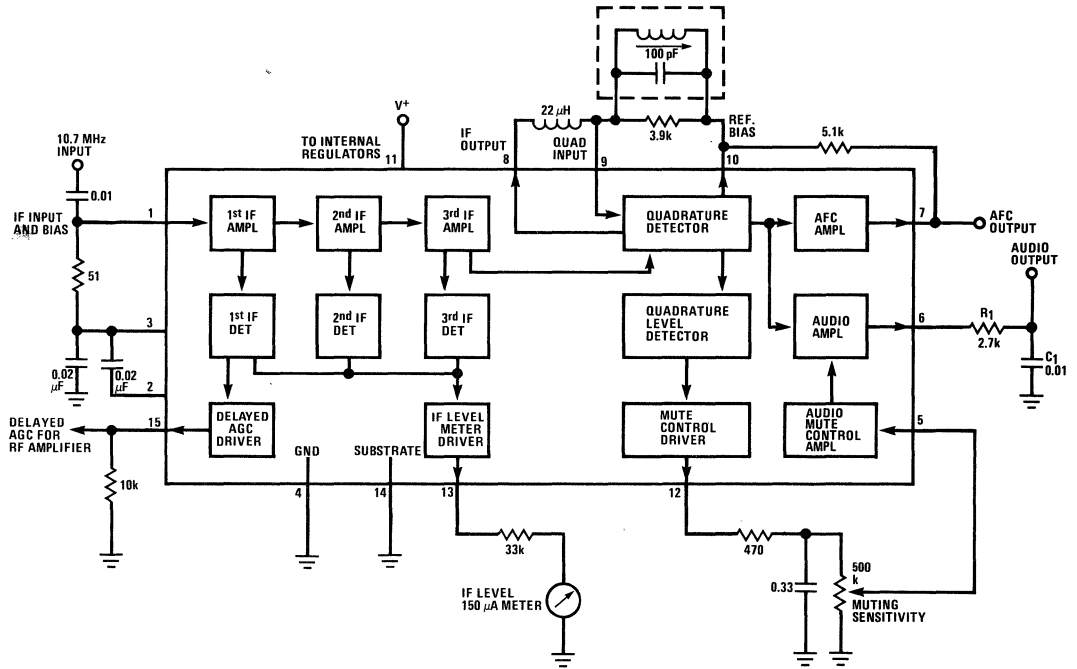 100 pF
22 μH
3.9k
REF.
BIAS
5.1k
V+
TO INTERNAL
REGULATORS
11
IF
OUTPUT
8
QUAD
INPUT
9
10
10.7 MHz
INPUT
0.01
IF INPUT
AND BIAS
1
51
3
0.02
μF
0.02
μF
2
DELAYED
AGC FOR
RF AMPLIFIER
15
10k
1st IF
AMPL
2nd IF
AMPL
3rd IF
AMPL
QUADRATURE
DETECTOR
AFC
AMPL
7
AFC
OUTPUT
AUDIO
OUTPUT
1st IF
DET
2nd IF
DET
3rd IF
DET
QUADRATURE
LEVEL
DETECTOR
AUDIO
AMPL
6
R1
2.7k
C1
0.01
DELAYED
AGC
DRIVER
IF LEVEL
METER
DRIVER
MUTE
CONTROL
DRIVER
AUDIO
MUTE
CONTROL
AMPL
5
GND
4
SUBSTRATE
14
13
12
33k
IF LEVEL
150 μA METER
470
0.33
500
k
MUTING
SENSITIVITY